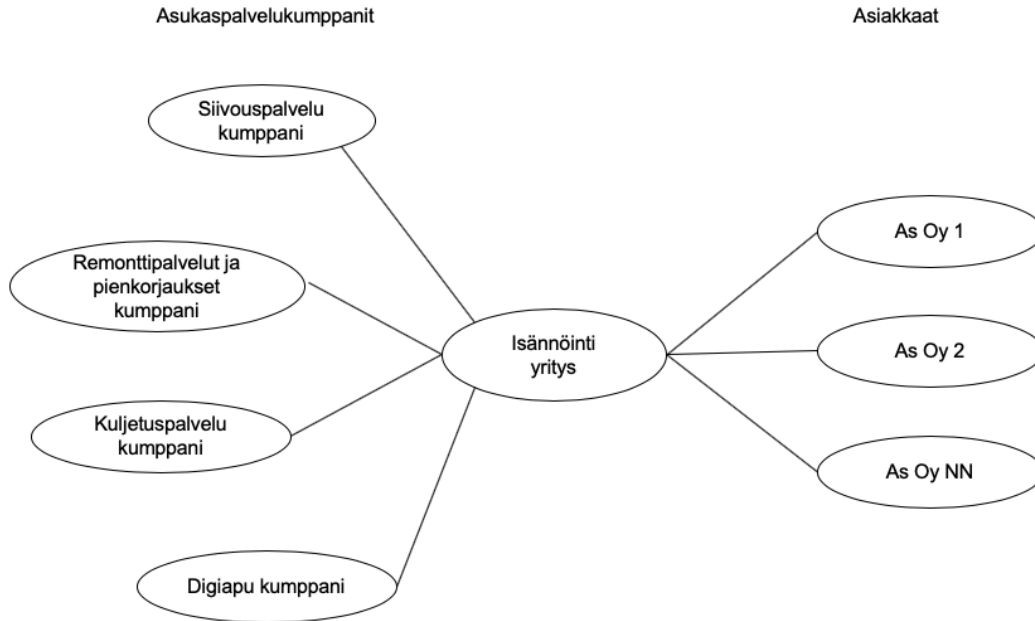 Asukaspalvelukumppanit
Asiakkaat
Siivouspalvelu
kumppani
Remonttipalvelut ja
pienkorjaukset
kumppani
Kuljetuspalvelu
kumppani
Digiapu kumppani
Isännöinti
yritys
As Oy 1
As Oy 2
As Oy NN